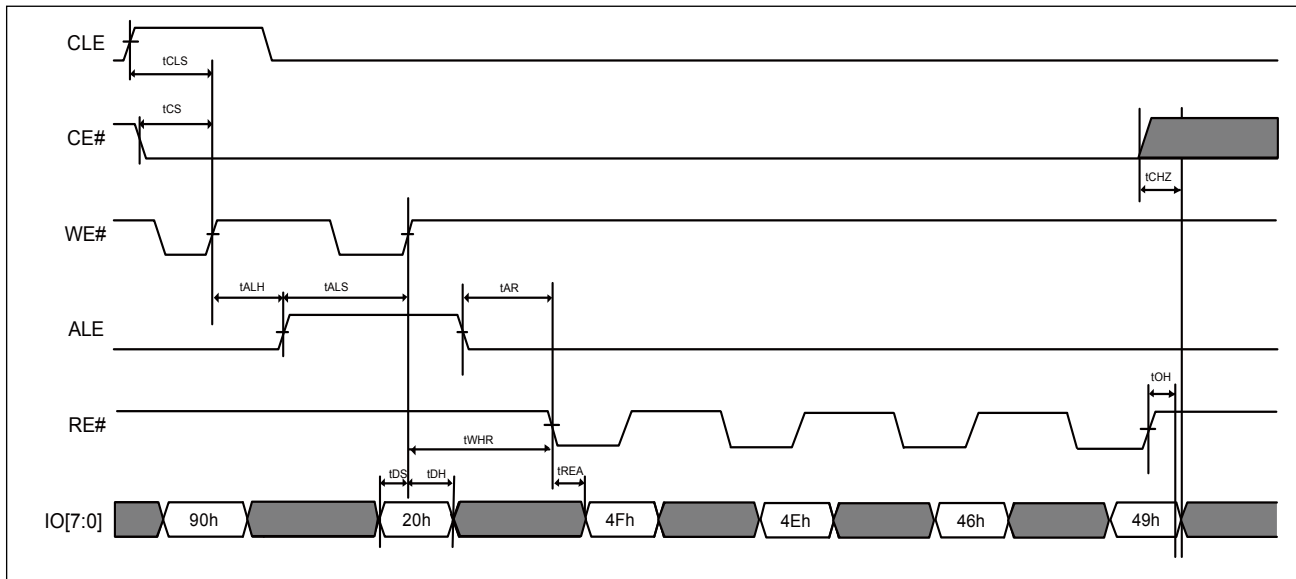 CLE
tCLS
tCS
CE#
tCHZ
WE#
tALH
tALS
tAR
ALE
tOH
RE#
tWHR
tDS
tDH
tREA
IO[7:0]
90h
20h
4Fh
4Eh
46h
49h